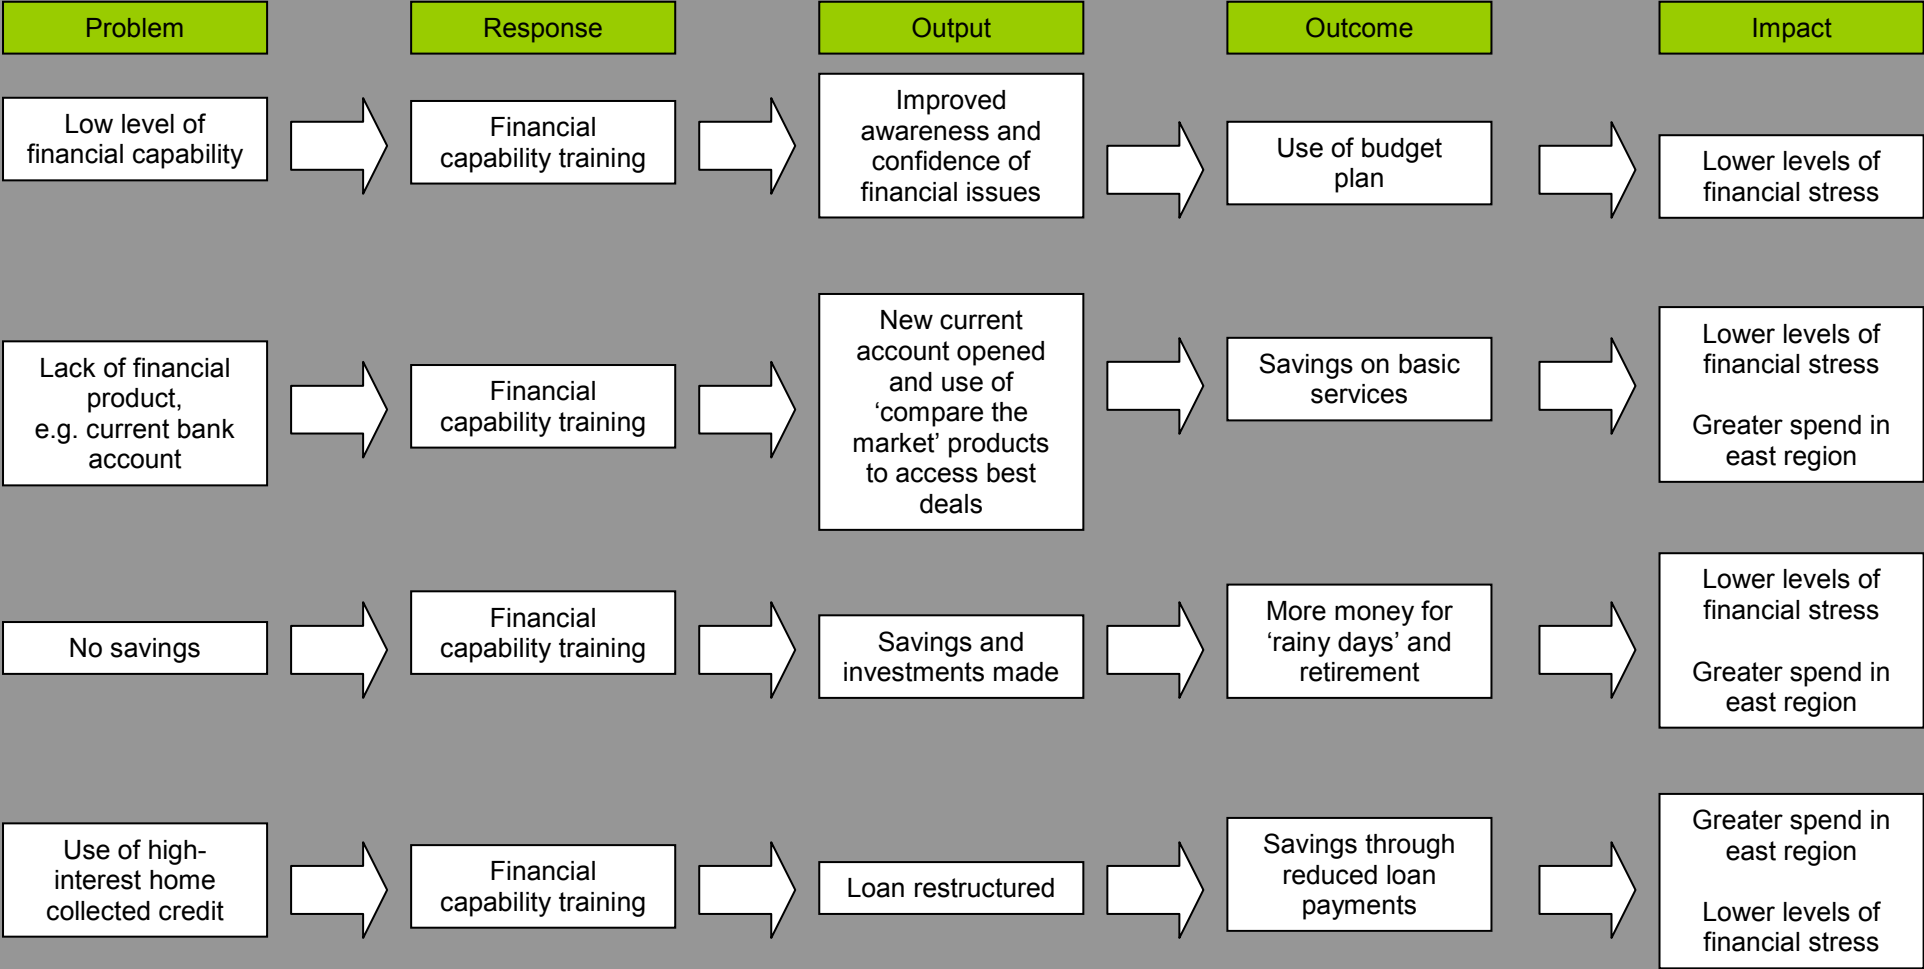 Problem
Response
Output
Outcome
Impact
Low level of
financial capability
Financial
capability training
Improved
awareness and
confidence of
financial issues
Use of budget
plan
Lower levels of
financial stress
Lack of financial
product,
e.g. current bank
account
Financial
capability training
New current
account opened
and use of
‘compare the
market’ products
to access best
deals
Savings on basic
services
Lower levels of
financial stress
Greater spend in
east region
No savings
Financial
capability training
Savings and
investments made
More money for
‘rainy days’ and
retirement
Lower levels of
financial stress
Greater spend in
east region
Use of high-
interest home
collected credit
Financial
capability training
Loan restructured
Savings through
reduced loan
payments
Greater spend in
east region
Lower levels of
financial stress